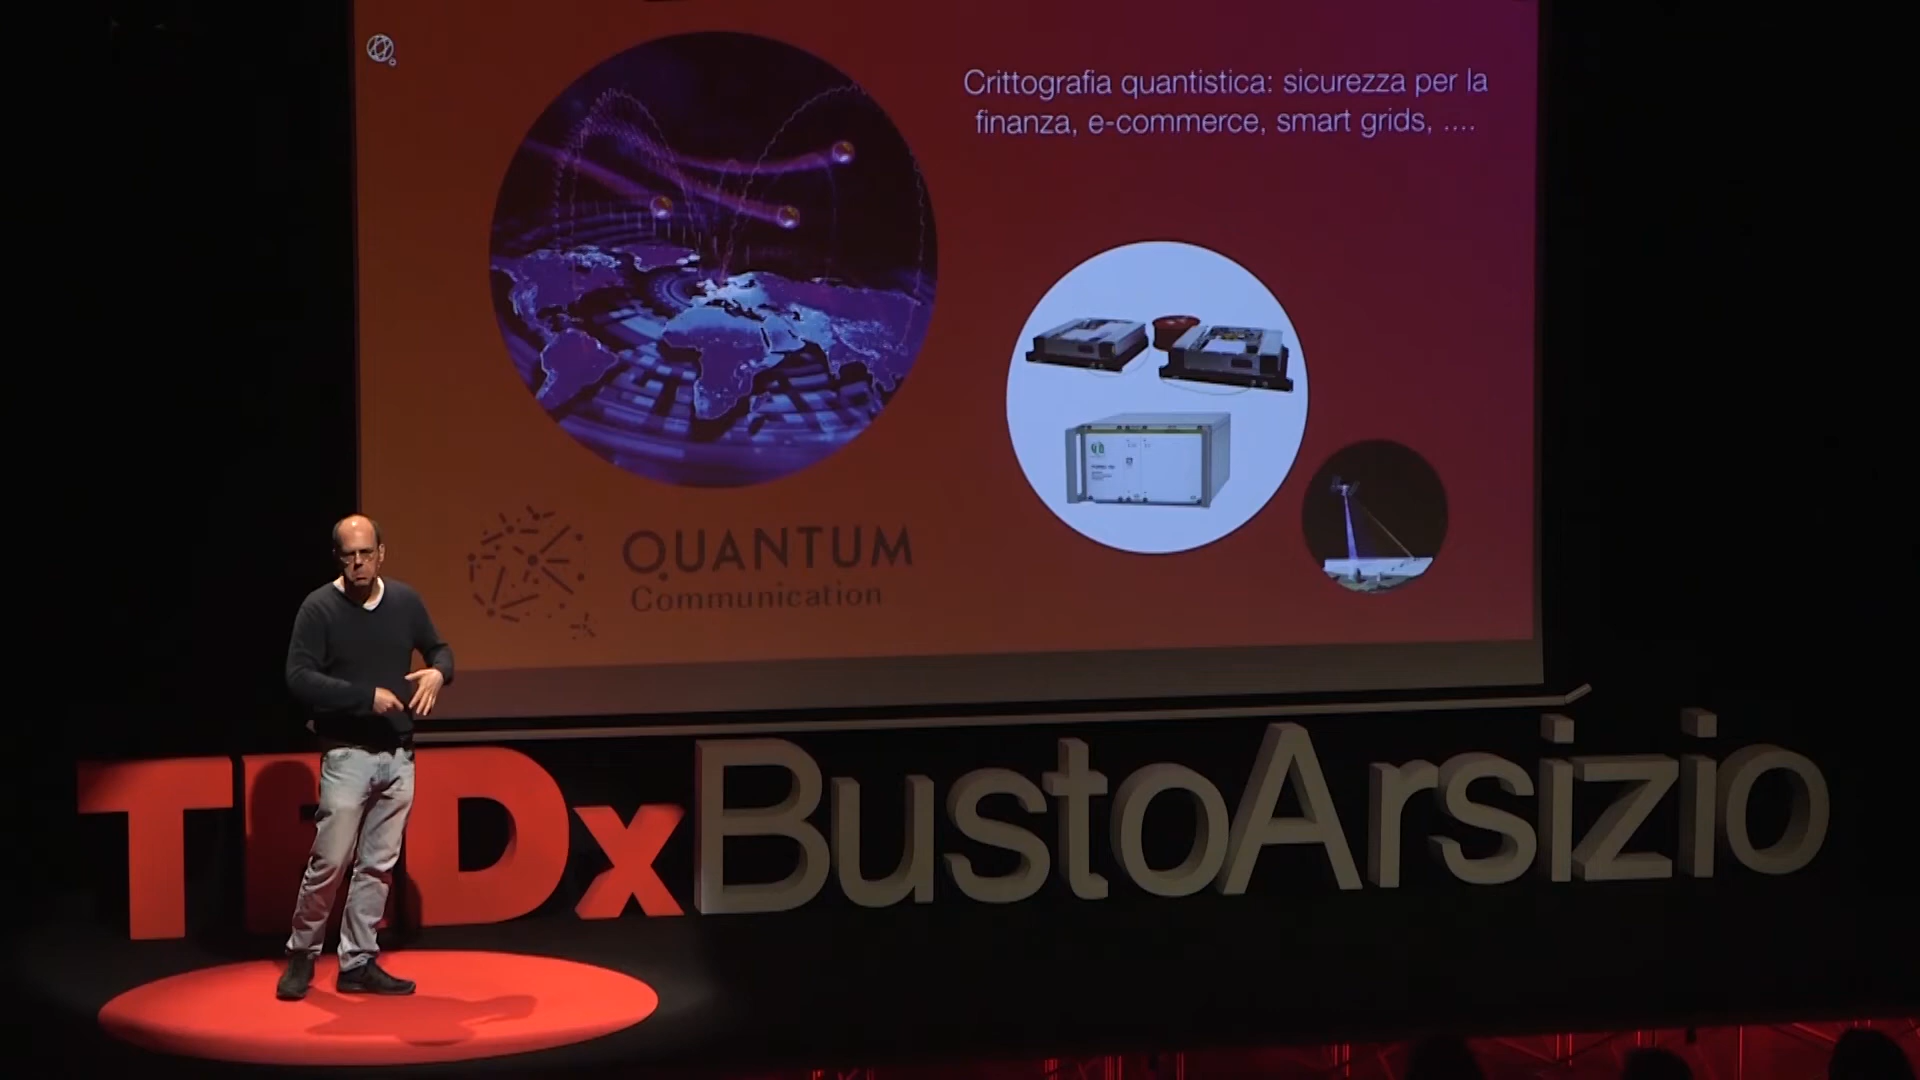 Crittografia quantistica: sicurezza per la
finanza, e-commerce, smart grids, ....
QUANTUM
Communication
TEDxBustoArsizio